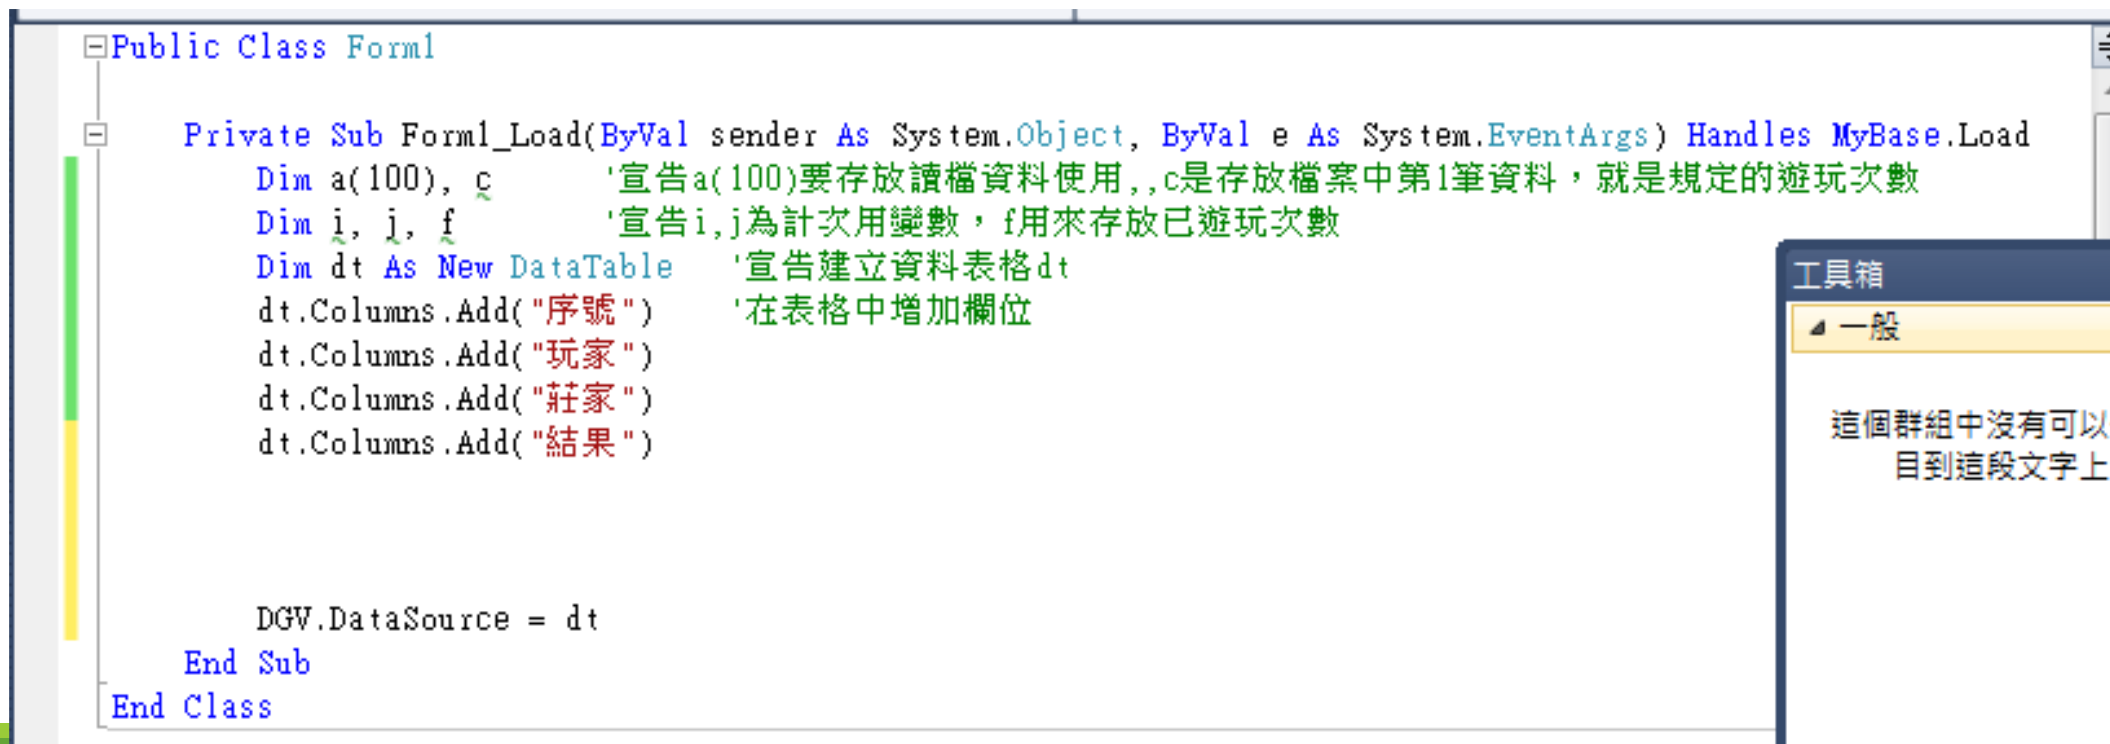 Public Class Form1
Private Sub Form1_Load(ByVal sender As System.Object, ByVal e As System.EventArgs) Handles MyBase.Load
Dim a(100), c '宣告a(100)要存放讀檔資料使用,,c是存放檔案中第1筆資料，就是規定的遊玩次數
Dim i, j, f '宣告i,j為計次用變數，f用來存放已遊玩次數
Dim dt As New DataTable '宣告建立資料表格dt
dt.Columns.Add("序號") '在表格中增加欄位
dt.Columns.Add("玩家")
dt.Columns.Add("莊家")
dt.Columns.Add("結果")
DGV.DataSource = dt
End Sub
End Class
工具箱
一般
這個群組中沒有可以
目到這段文字上